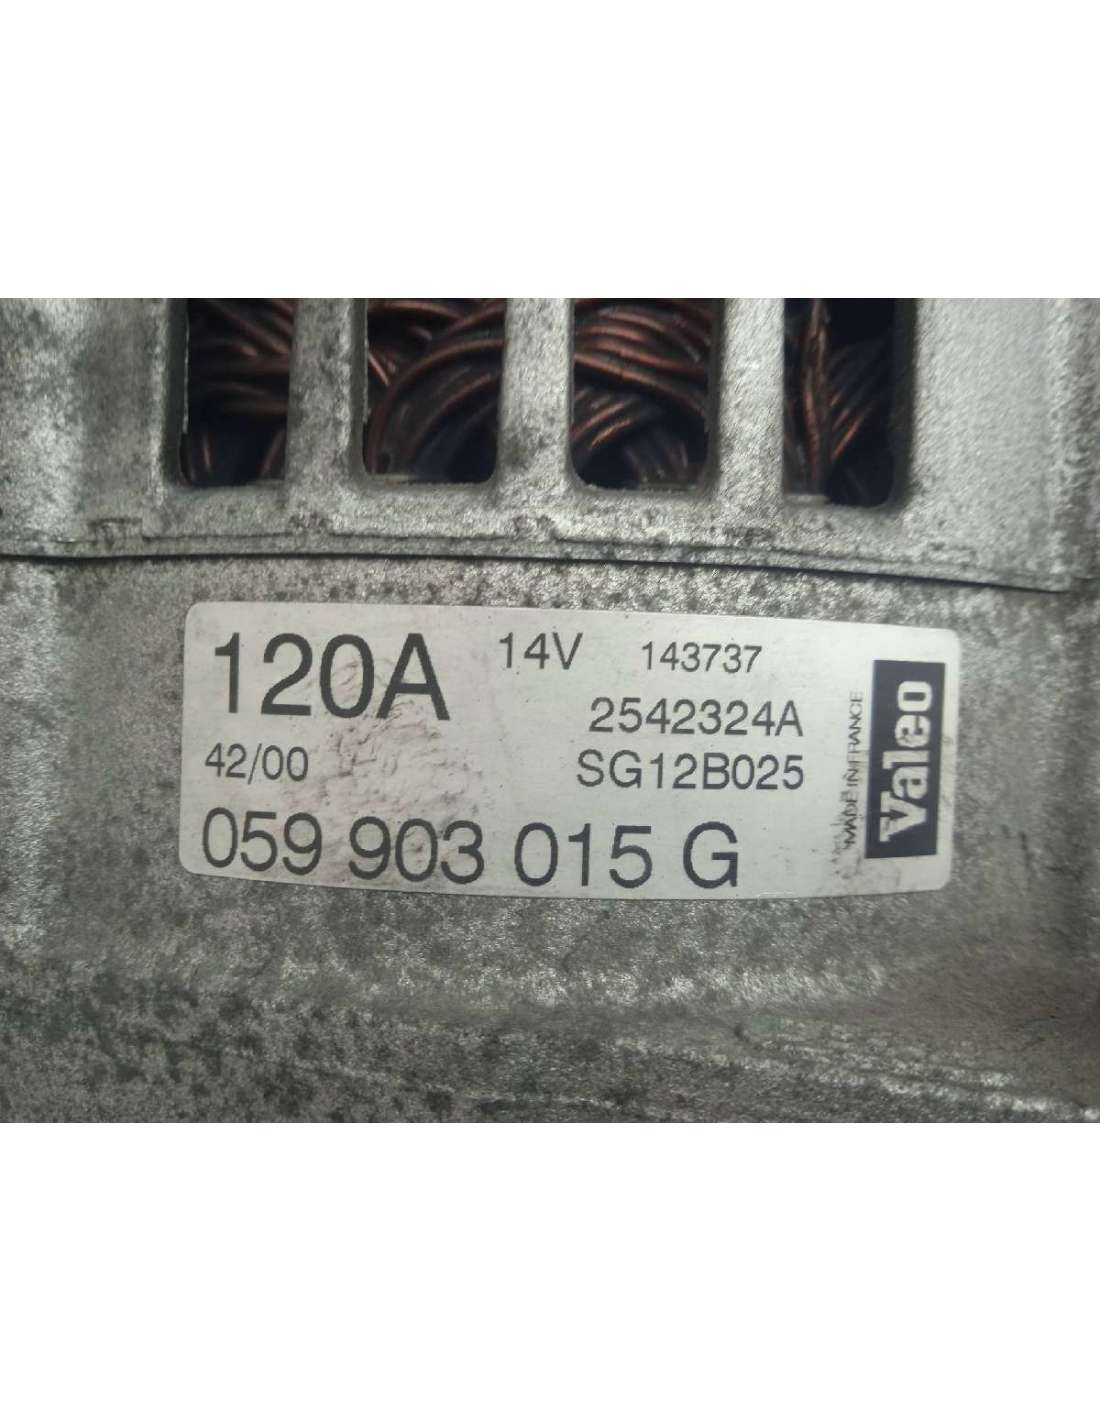 120A 14V 143737
2542324A
42/00 SG12B025
059 903 015 G
MADE IN FRANCE
Valeo